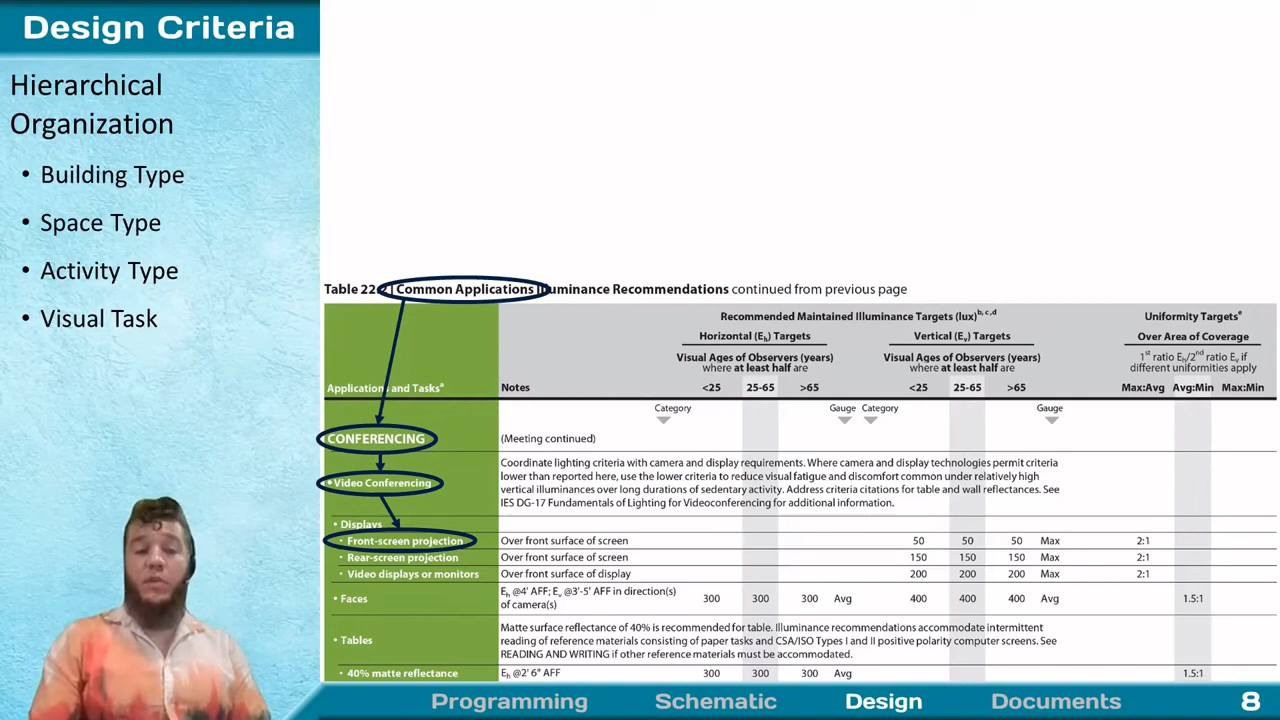 Design Criteria
Hierarchical
Organization
• Building Type
• Space Type
• Activity Type
• Visual Task
Table 22.2 | Common Applications Illuminance Recommendations continued from previous page
Recommended Maintained Illuminance Targets (lux)b, c, d
Uniformity Targetse
Horizontal (Eh) Targets
Vertical (Ev) Targets
Over Area of Coverage
Visual Ages of Observers (years)
where at least half are
Visual Ages of Observers (years)
where at least half are
1st ratio Eh/2nd ratio Ev if
different uniformities apply
Applications and Tasksa Notes <25 25-65 >65 <25 25-65 >65 Max:Avg Avg:Min Max:Min
Category Gauge Category Gauge
CONFERENCING (Meeting continued)
• Video Conferencing
Coordinate lighting criteria with camera and display requirements. Where camera and display technologies permit criteria
lower than reported here, use the lower criteria to reduce visual fatigue and discomfort common under relatively high
vertical illuminances over long durations of sedentary activity. Address criteria citations for table and wall reflectances. See
IES DG-17 Fundamentals of Lighting for Videoconferencing for additional information.
• Displays
• Front-screen projection Over front surface of screen 50 50 50 Max 2:1
• Rear-screen projection Over front surface of screen 150 150 150 Max 2:1
• Video displays or monitors Over front surface of display 200 200 200 Max 2:1
• Faces Eh @4' AFF; Ev @3'-5' AFF in direction(s) 300 300 300 Avg 400 400 400 Avg 1.5:1
of camera(s)
• Tables
Matte surface reflectance of 40% is recommended for table. Illuminance recommendations accommodate intermittent
reading of reference materials consisting of paper tasks and CSA/ISO Types I and II positive polarity computer screens. See
READING AND WRITING if other reference materials must be accommodated.
• 40% matte reflectance Eh @2' 6" AFF 300 300 300 Avg 1.5:1
Programming Schematic Design Documents 8